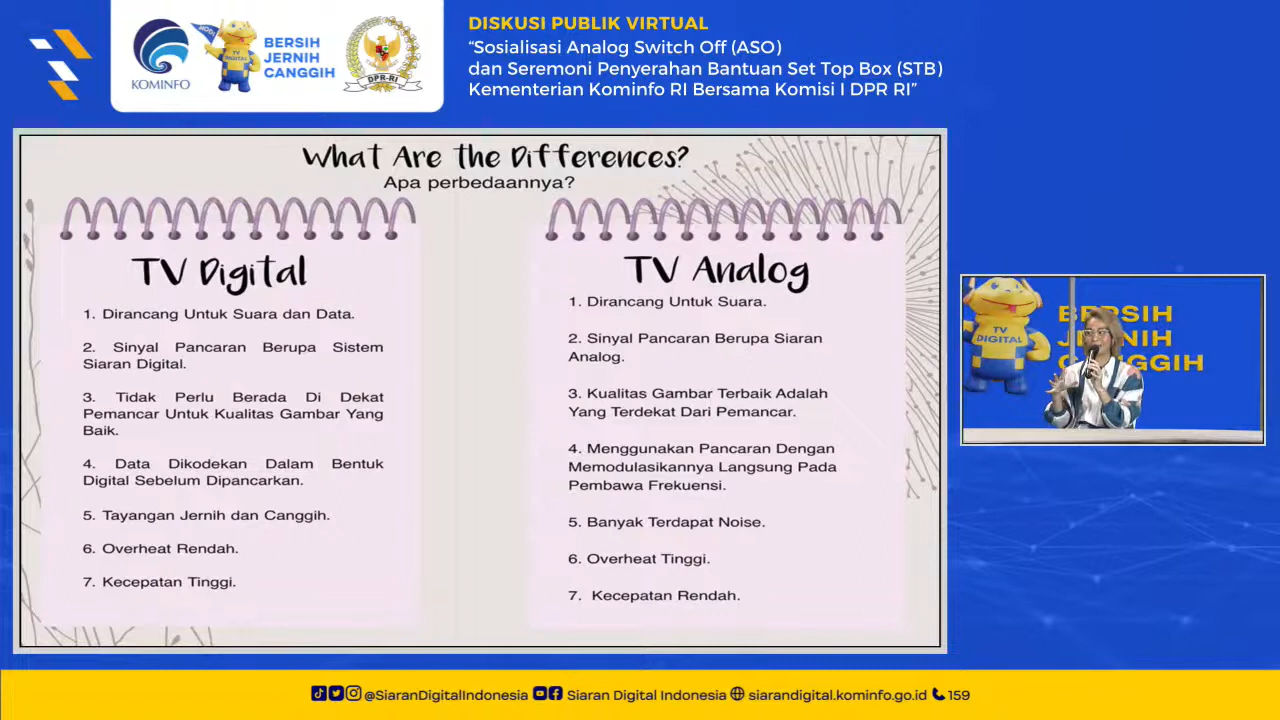 KOMINFO
MODI
TV
DIGITAL
BERSIH
JERNIH
CANGGIH
DPR-RI
DISKUSI PUBLIK VIRTUAL
“Sosialisasi Analog Switch Off (ASO)
dan Seremoni Penyerahan Bantuan Set Top Box (STB)
Kementerian Kominfo RI Bersama Komisi I DPR RI”
What Are the Differences?
Apa perbedaannya?
TV Digital
1. Dirancang Untuk Suara dan Data.
2. Sinyal Pancaran Berupa Sistem
Siaran Digital.
3. Tidak Perlu Berada Di Dekat
Pemancar Untuk Kualitas Gambar Yang
Baik.
4. Data Dikodekan Dalam Bentuk
Digital Sebelum Dipancarkan.
5. Tayangan Jernih dan Canggih.
6. Overheat Rendah.
7. Kecepatan Tinggi.
TV Analog
1. Dirancang Untuk Suara.
2. Sinyal Pancaran Berupa Siaran
Analog.
3. Kualitas Gambar Terbaik Adalah
Yang Terdekat Dari Pemancar.
4. Menggunakan Pancaran Dengan
Memodulasikannya Langsung Pada
Pembawa Frekuensi.
5. Banyak Terdapat Noise.
6. Overheat Tinggi.
7. Kecepatan Rendah.
TV
DIGITAL
BERSIH
JERNIH
CANGGIH
@SiaranDigitalIndonesia Siaran Digital Indonesia siarandigital.kominfo.go.id 159